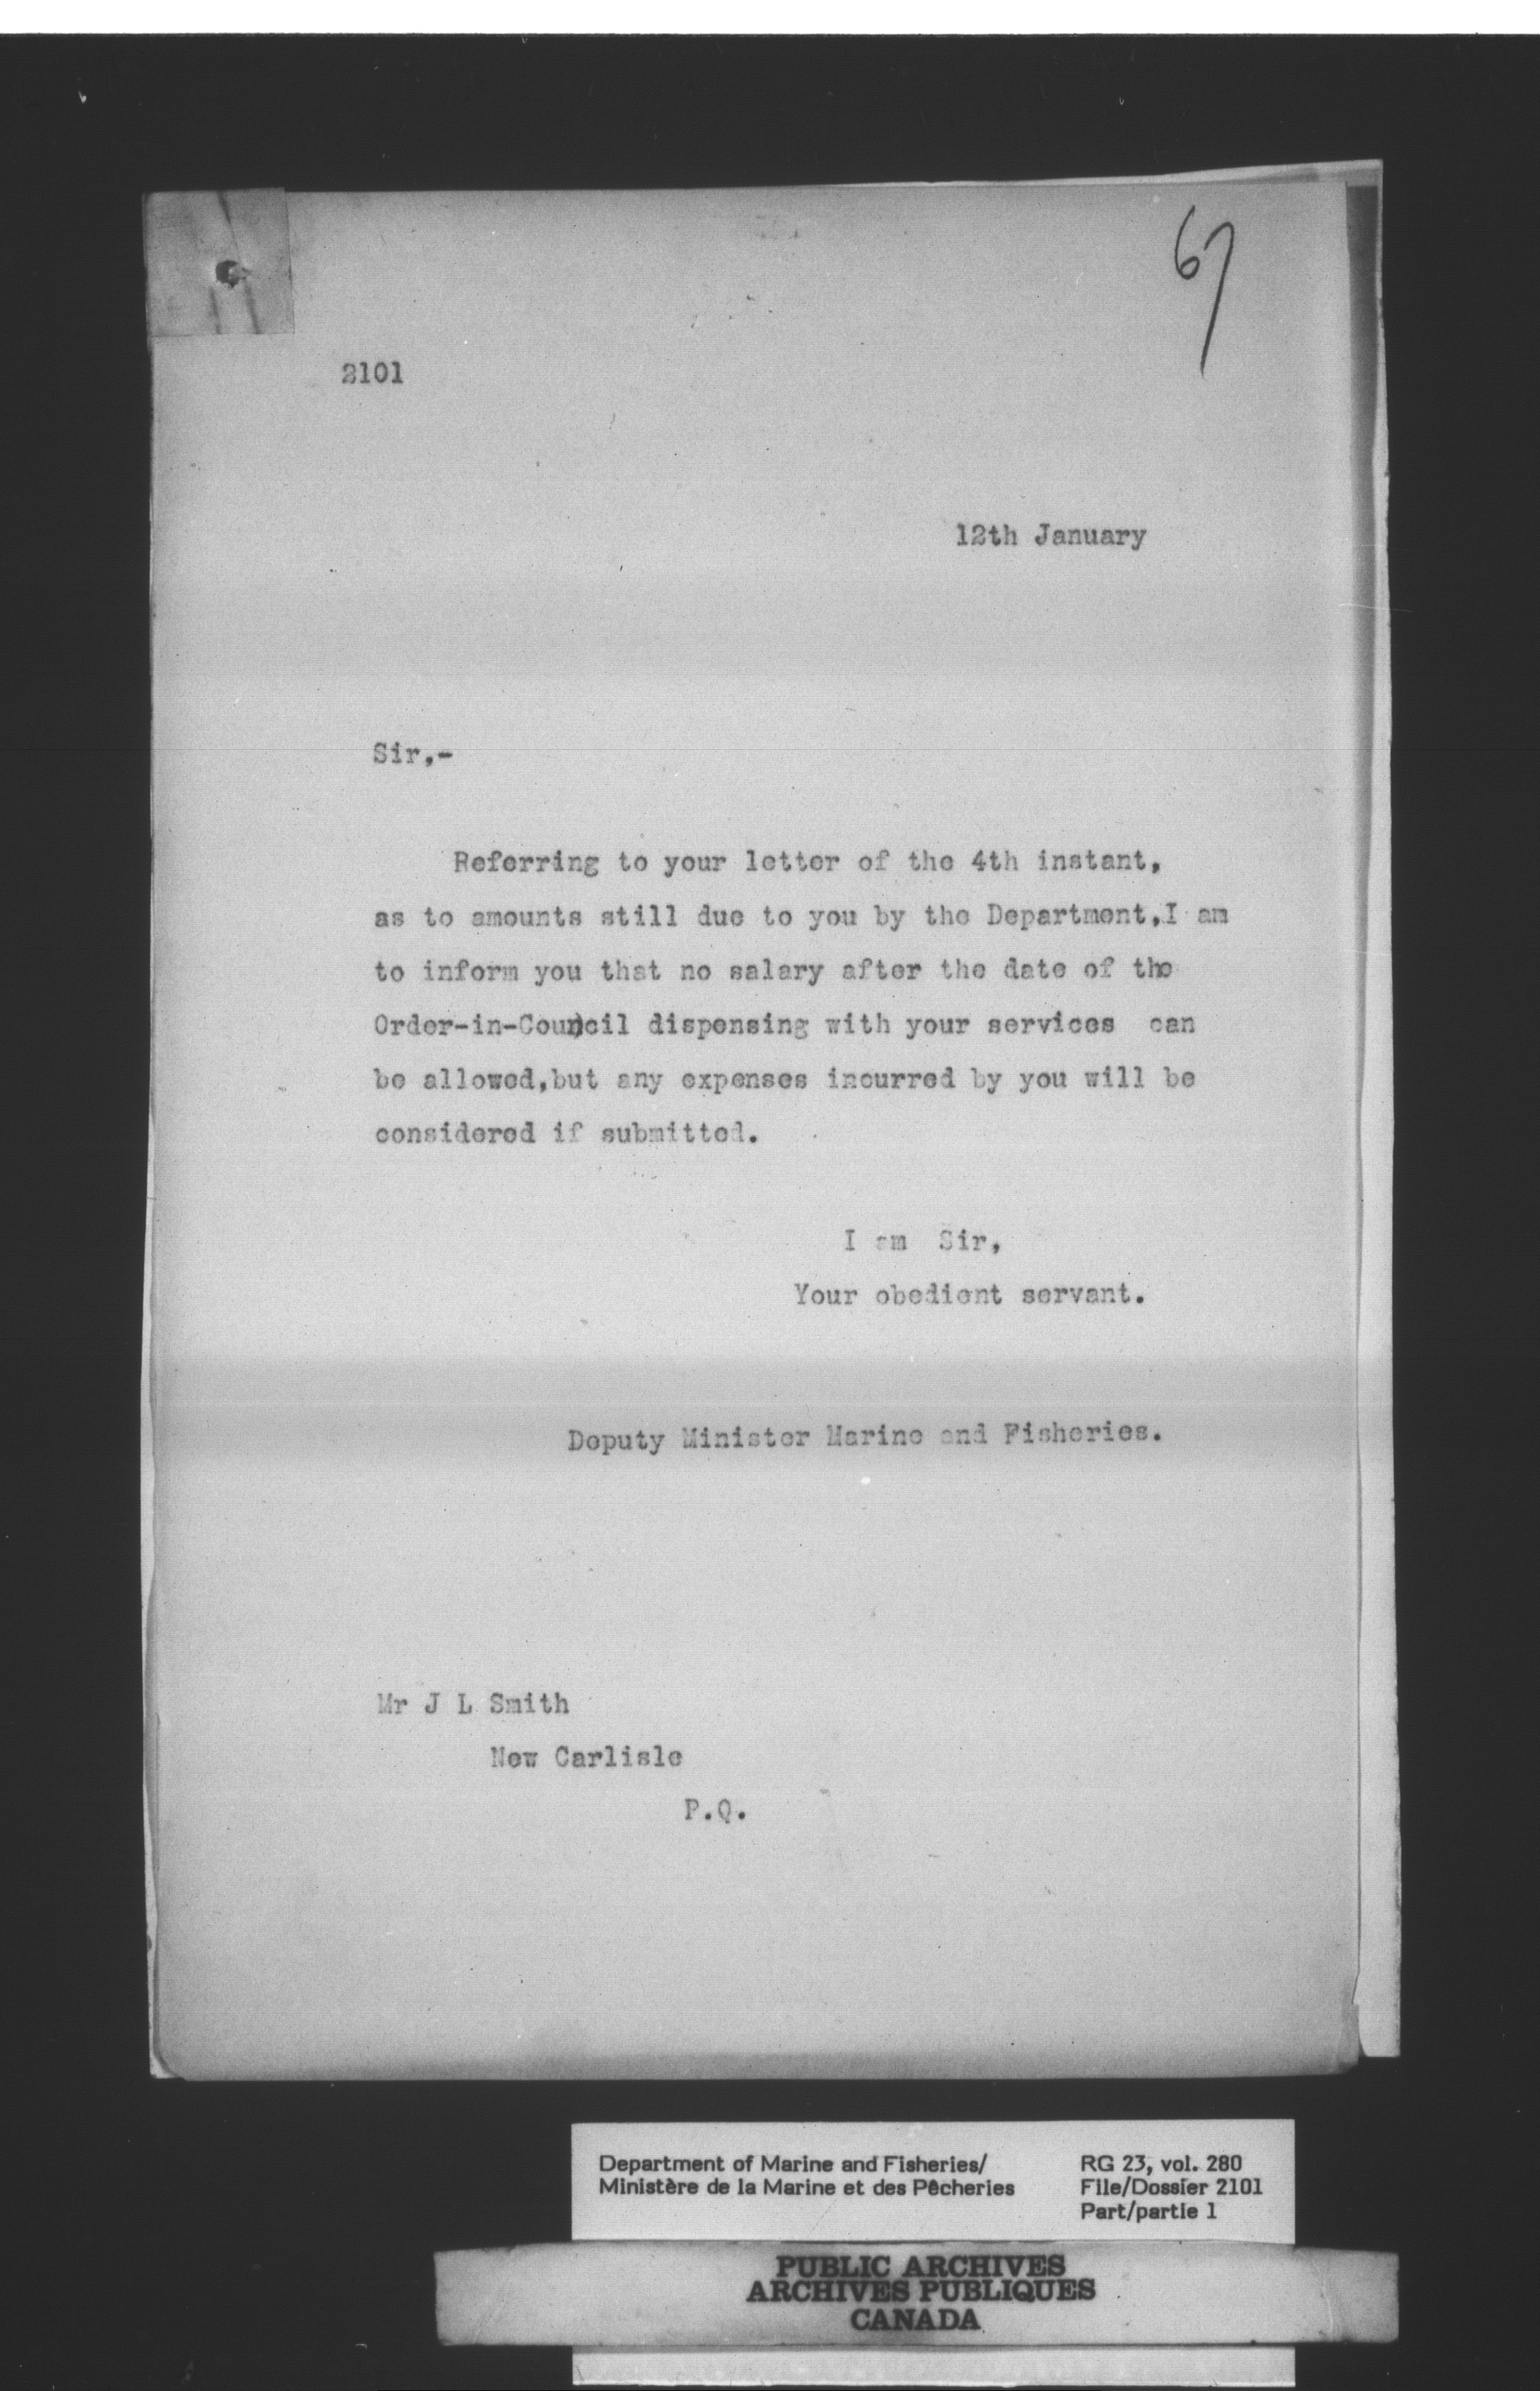 67
2101
12th January
Sir,-
Referring to your letter of the 4th instant,
as to amounts still due to you by the Department,I am
to inform you that no salary after the date of the
Order-in-Council dispensing with your services can
be allowed,but any expenses incurred by you will be
considered if submitted.
I am Sir,
Your obedient servant.
Deputy Minister Marine and Fisheries.
Mr J L Smith
New Carlisle
P.Q.
Department of Marine and Fisheries/
Ministère de la Marine et des Pêcheries
RG 23, vol. 280
File/Dossier 2101
Part/partie 1
PUBLIC ARCHIVES
ARCHIVES PUBLIQUES
CANADA